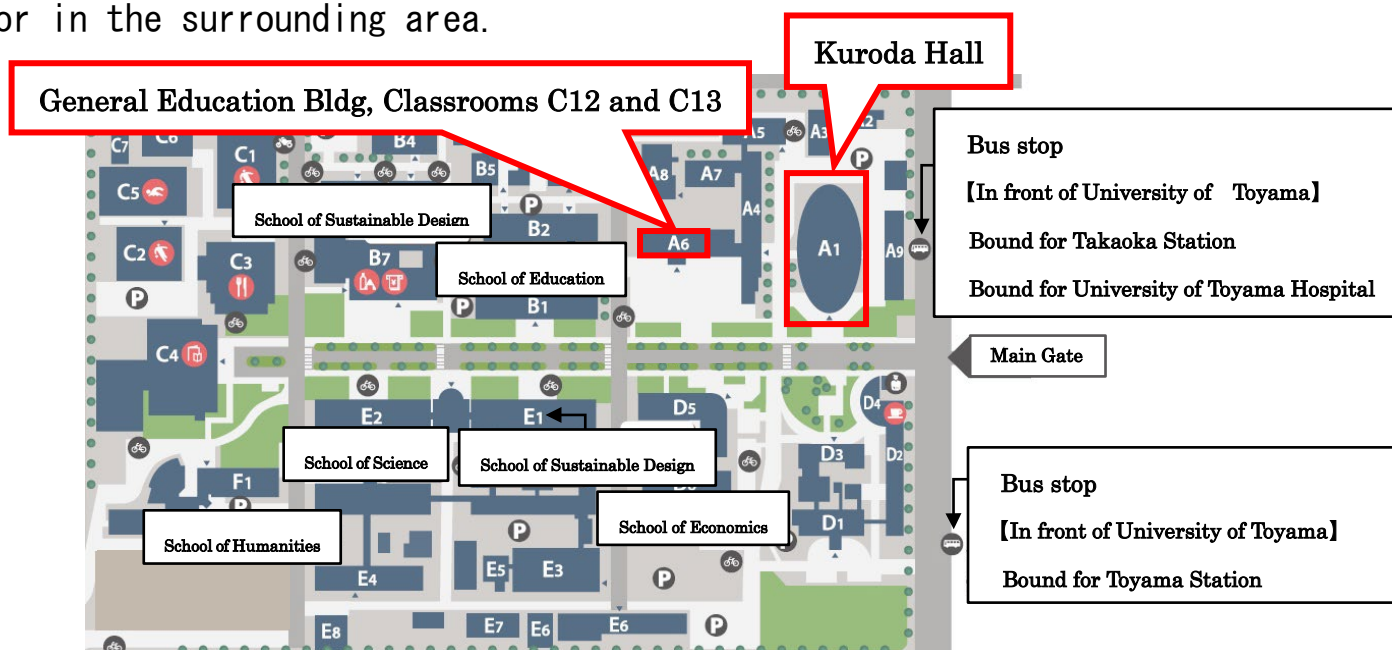 or in the surrounding area.
Kuroda Hall
General Education Bldg, Classrooms C12 and C13
Bus stop
【In front of University of Toyama】
Bound for Takaoka Station
Bound for University of Toyama Hospital
C7
C6
C1
B4
B5
A5
A3
A2
P
C5
School of Sustainable Design
P
A8
A7
A4
B2
A6
A1
A9
C2
C3
B7
School of Education
P
P
B1
C4
Main Gate
E2
E1
D5
D4
School of Science
School of Sustainable Design
D3
D2
F1
P
School of Humanities
School of Economics
P
D1
P
Bus stop
【In front of University of Toyama】
Bound for Toyama Station
E4
E5
E3
P
E8
E7
E6
E6
P